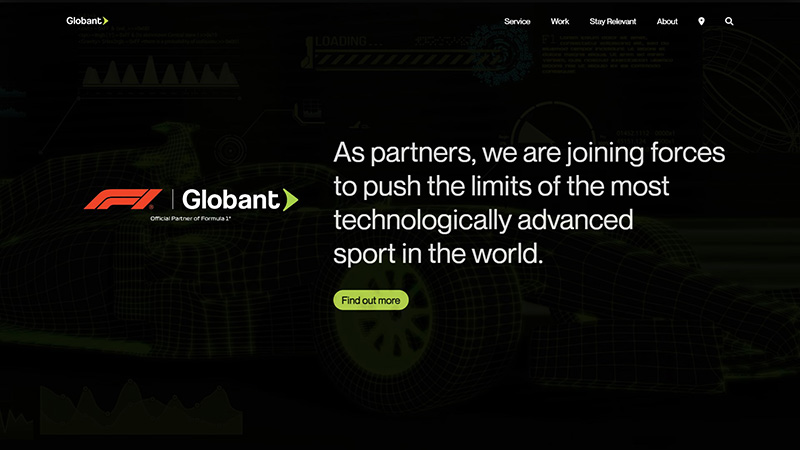 Globant
Service Work Stay Relevant About
LOADING...
F1® Globant
Official Partner of Formula 1®
As partners, we are joining forces
to push the limits of the most
technologically advanced
sport in the world.
Find out more